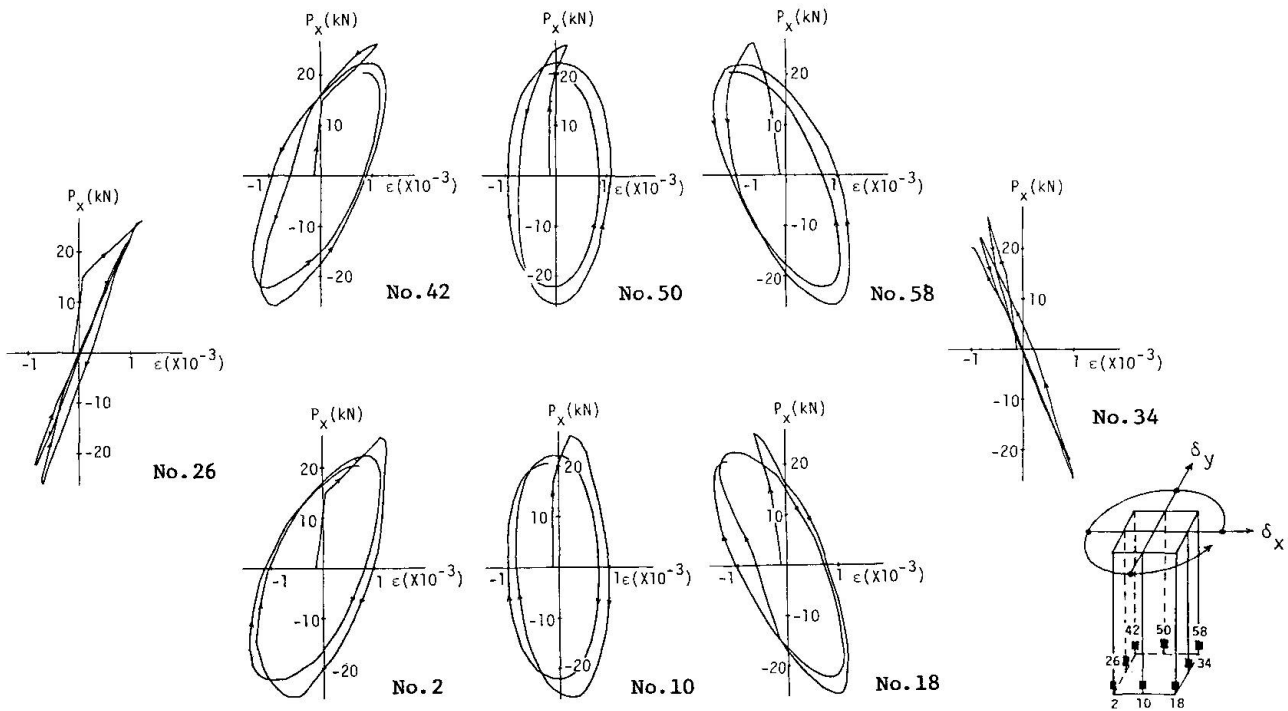 P_x(kN)
20
10
-1
1
ε(X10⁻³)
-10
-20
No.42
P_x(kN)
20
10
-1
1
ε(X10⁻³)
-10
-20
No.50
P_x(kN)
20
10
-1
1
ε(X10⁻³)
-10
-20
No.58
P_x(kN)
20
10
-1
1
ε(X10⁻³)
-10
-20
No.26
P_x(kN)
20
10
-1
1
ε(X10⁻³)
-10
-20
No.34
P_x(kN)
20
10
-1
1
ε(X10⁻³)
-10
-20
No.2
P_x(kN)
20
10
-1
1ε(X10⁻³)
-10
-20
No.10
P_x(kN)
20
10
-1
1
ε(X10⁻³)
-10
-20
No.18
δ_y
δ_x
42
50
58
26
34
2
10
18